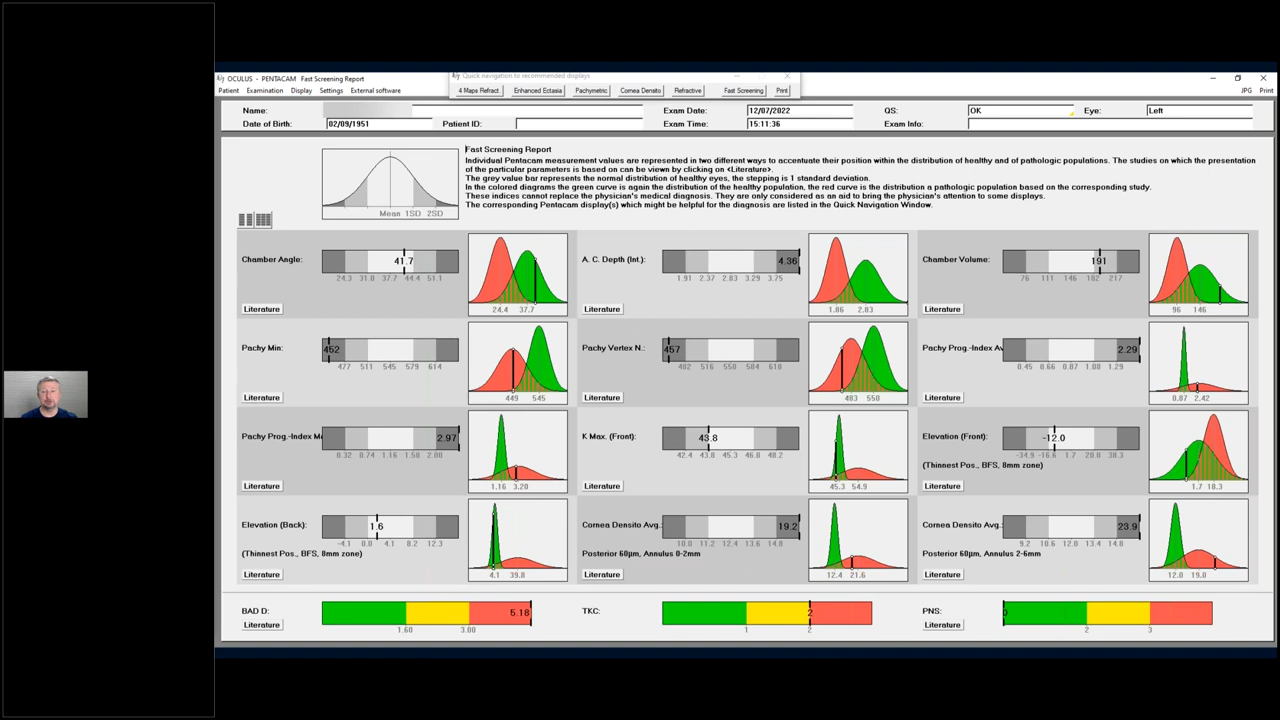 OCULUS - PENTACAM Fast Screening Report
Quick navigation to recommended displays
Patient Examination Display Settings External software
4 Maps Refract. Enhanced Ectasia Pachymetric Cornea Densito Refractive Fast Screening Print
JPG Print
Name: Exam Date: 12/07/2022 QS: OK Eye: Left
Date of Birth: 02/09/1951 Patient ID: Exam Time: 15:11:36 Exam Info:
Fast Screening Report
Individual Pentacam measurement values are represented in two different ways to accentuate their position within the distribution of healthy and of pathologic populations. The studies on which the presentation
of the particular parameters is based on can be viewn by clicking on <Literature>.
The grey value bar represents the normal distribution of healthy eyes, the stepping is 1 standard deviation.
In the colored diagrams the green curve is again the distribution of the healthy population, the red curve is the distribution a pathologic population based on the corresponding study.
These indices cannot replace the physician's medical diagnosis. They are only considered as an aid to bring the physician's attention to some displays.
The corresponding Pentacam display(s) which might be helpful for the diagnosis are listed in the Quick Navigation Window.
Mean 1SD 2SD
Chamber Angle: 41.7
24.3 31.0 37.7 44.4 51.1
Literature
24.4 37.7
A. C. Depth (Int.): 4.36
1.91 2.37 2.83 3.29 3.75
Literature
1.86 2.83
Chamber Volume: 191
76 111 146 182 217
Literature
96 146
Pachy Min: 452
477 511 545 579 614
Literature
449 545
Pachy Vertex N.: 457
482 516 550 584 618
Literature
483 550
Pachy Prog.-Index Av 2.29
0.45 0.66 0.87 1.08 1.29
Literature
0.87 2.42
Pachy Prog.-Index M 2.97
0.32 0.74 1.16 1.58 2.00
Literature
1.16 3.20
K Max. (Front): 43.8
42.4 43.8 45.3 46.8 48.2
Literature
45.3 54.9
Elevation (Front): -12.0
-34.9 -16.6 1.7 20.0 38.3
(Thinnest Pos., BFS, 8mm zone)
Literature
1.7 18.3
Elevation (Back): 1.6
-4.1 0.0 4.1 8.2 12.3
(Thinnest Pos., BFS, 8mm zone)
Literature
4.1 39.8
Cornea Densito Avg.: 19.2
10.0 11.2 12.4 13.6 14.8
Posterior 60µm, Annulus 0-2mm
Literature
12.4 21.6
Cornea Densito Avg.: 23.9
9.2 10.6 12.0 13.4 14.8
Posterior 60µm, Annulus 2-6mm
Literature
12.0 19.0
BAD D: 5.18
1.60 3.00
Literature
TKC: 2
1 2
PNS: 0
2 3
Literature